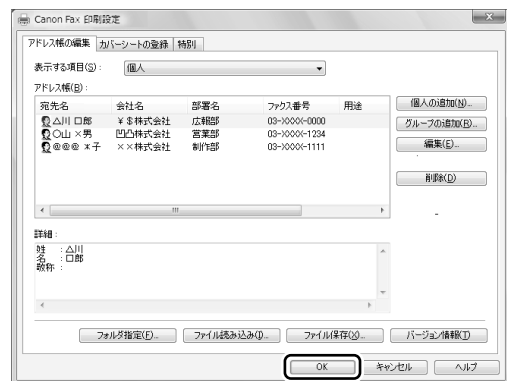 Canon Fax 印刷設定
アドレス帳の編集 カバーシートの登録 特別
表示する項目(S): 個人
アドレス帳(B):
宛先名 会社名 部署名 ファクス番号 用途
△川 口郎 ¥$株式会社 広報部 03-XXXX-0000
○山 ×男 凹凸株式会社 営業部 03-XXXX-1234
@@@ *子 ××株式会社 制作部 03-XXXX-1111
個人の追加(N)...
グループの追加(R)...
編集(E)...
削除(D)
詳細:
姓 :△川
名 :口郎
敬称 :
フォルダ指定(F)... ファイル読み込み(I)... ファイル保存(X)... バージョン情報(T)
OK キャンセル ヘルプ